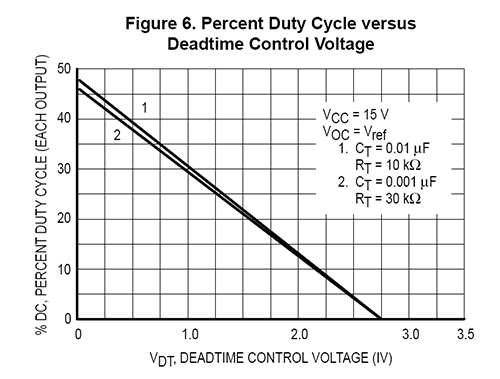 Figure 6. Percent Duty Cycle versus
Deadtime Control Voltage
% DC, PERCENT DUTY CYCLE (EACH OUTPUT)
50
40
30
20
10
0
1
2
VCC = 15 V
VOC = Vref
1. CT = 0.01 μF
RT = 10 kΩ
2. CT = 0.001 μF
RT = 30 kΩ
0 1.0 2.0 3.0 3.5
VDT, DEADTIME CONTROL VOLTAGE (IV)